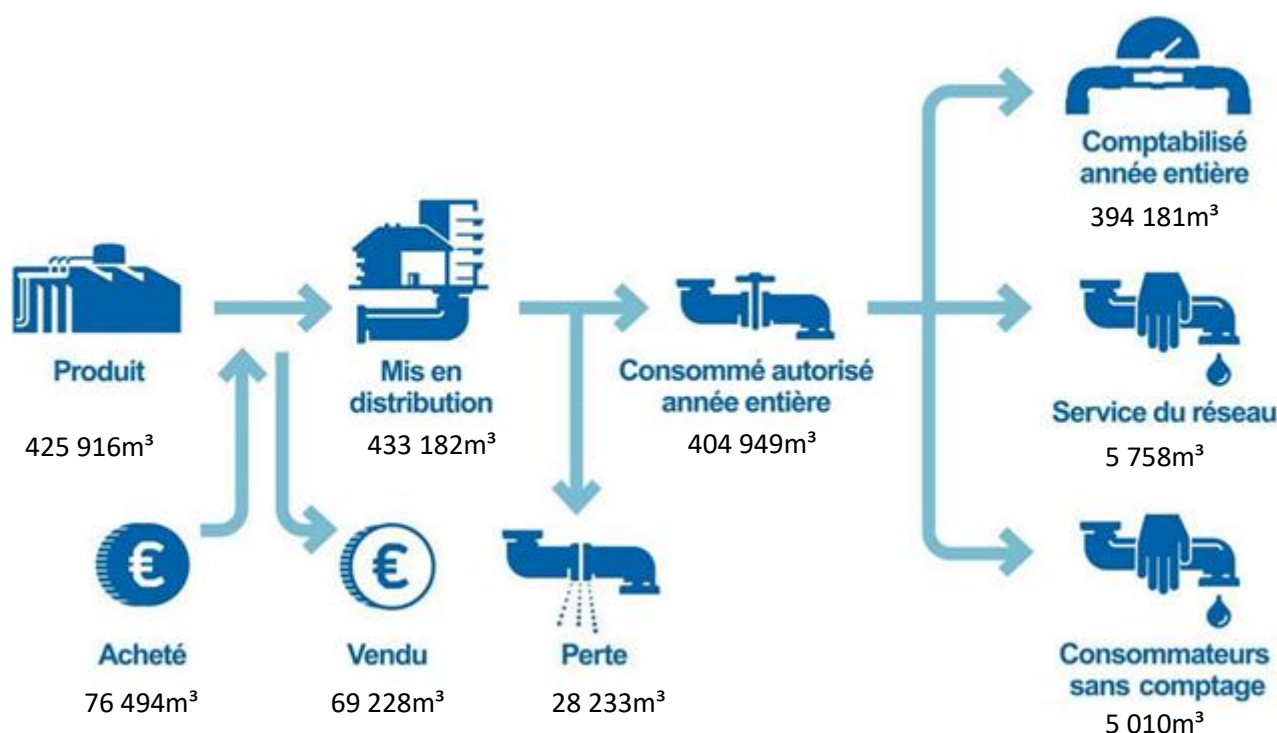 Comptabilisé
année entière
394 181m³
Produit
425 916m³
Mis en
distribution
433 182m³
Consommé autorisé
année entière
404 949m³
Service du réseau
5 758m³
€
Acheté
76 494m³
€
Vendu
69 228m³
Perte
28 233m³
Consommateurs
sans comptage
5 010m³